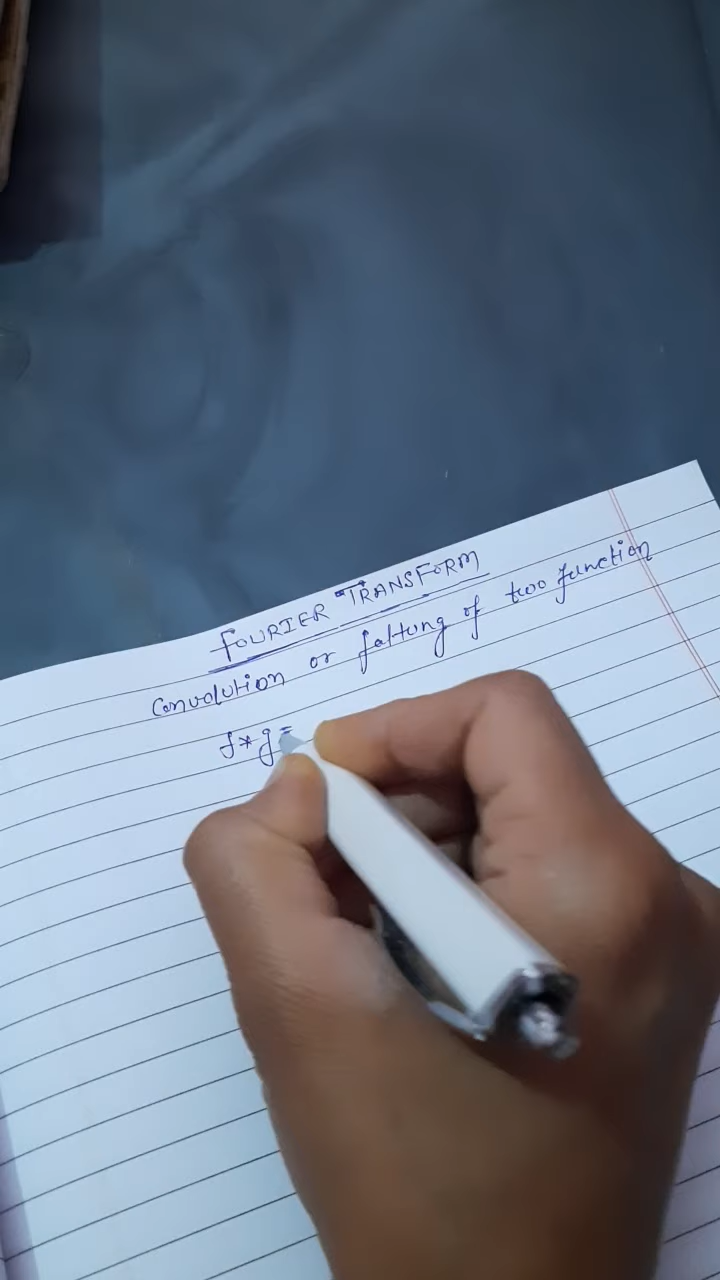 FOURIER TRANSFORM
Convolution or faltung of two function
f*g=